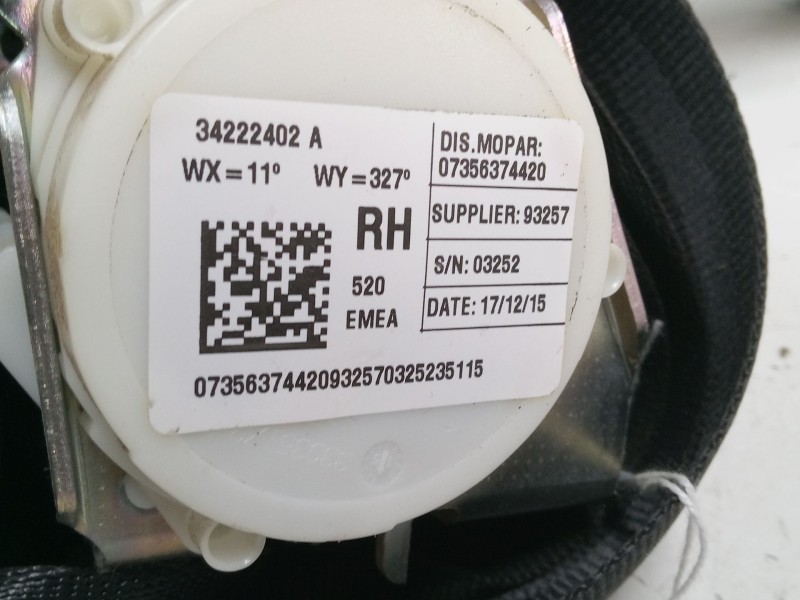 34222402 A
WX = 11° WY = 327°
RH
520
EMEA
DIS.MOPAR:
07356374420
SUPPLIER: 93257
S/N: 03252
DATE: 17/12/15
07356374420932570325235115